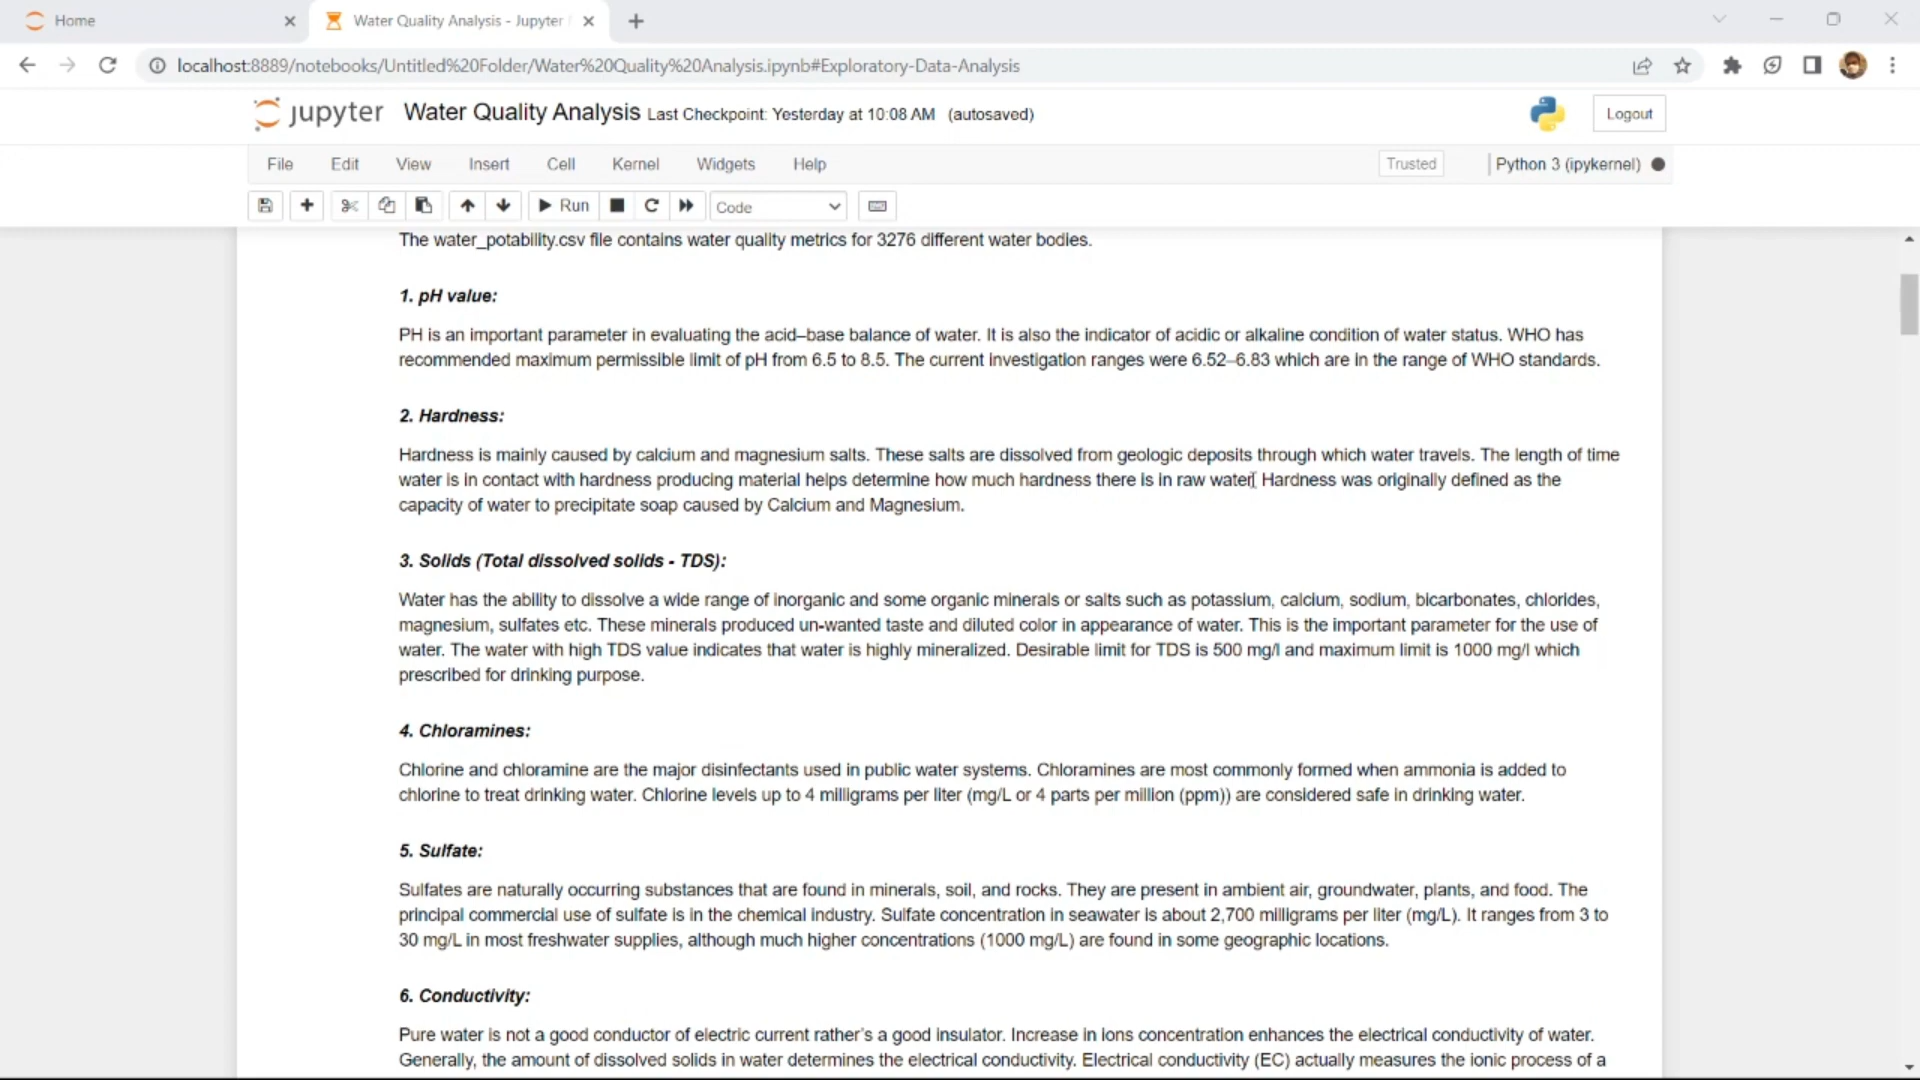 Home
Water Quality Analysis - Jupyter
localhost:8889/notebooks/Untitled%20Folder/Water%20Quality%20Analysis.ipynb#Exploratory-Data-Analysis
jupyter Water Quality Analysis Last Checkpoint: Yesterday at 10:08 AM (autosaved) Logout
File Edit View Insert Cell Kernel Widgets Help Trusted Python 3 (ipykernel)
Run Code
The water_potability.csv file contains water quality metrics for 3276 different water bodies.
1. pH value:
PH is an important parameter in evaluating the acid–base balance of water. It is also the indicator of acidic or alkaline condition of water status. WHO has
recommended maximum permissible limit of pH from 6.5 to 8.5. The current investigation ranges were 6.52–6.83 which are in the range of WHO standards.
2. Hardness:
Hardness is mainly caused by calcium and magnesium salts. These salts are dissolved from geologic deposits through which water travels. The length of time
water is in contact with hardness producing material helps determine how much hardness there is in raw water. Hardness was originally defined as the
capacity of water to precipitate soap caused by Calcium and Magnesium.
3. Solids (Total dissolved solids - TDS):
Water has the ability to dissolve a wide range of inorganic and some organic minerals or salts such as potassium, calcium, sodium, bicarbonates, chlorides,
magnesium, sulfates etc. These minerals produced un-wanted taste and diluted color in appearance of water. This is the important parameter for the use of
water. The water with high TDS value indicates that water is highly mineralized. Desirable limit for TDS is 500 mg/l and maximum limit is 1000 mg/l which
prescribed for drinking purpose.
4. Chloramines:
Chlorine and chloramine are the major disinfectants used in public water systems. Chloramines are most commonly formed when ammonia is added to
chlorine to treat drinking water. Chlorine levels up to 4 milligrams per liter (mg/L or 4 parts per million (ppm)) are considered safe in drinking water.
5. Sulfate:
Sulfates are naturally occurring substances that are found in minerals, soil, and rocks. They are present in ambient air, groundwater, plants, and food. The
principal commercial use of sulfate is in the chemical industry. Sulfate concentration in seawater is about 2,700 milligrams per liter (mg/L). It ranges from 3 to
30 mg/L in most freshwater supplies, although much higher concentrations (1000 mg/L) are found in some geographic locations.
6. Conductivity:
Pure water is not a good conductor of electric current rather's a good insulator. Increase in ions concentration enhances the electrical conductivity of water.
Generally, the amount of dissolved solids in water determines the electrical conductivity. Electrical conductivity (EC) actually measures the ionic process of a